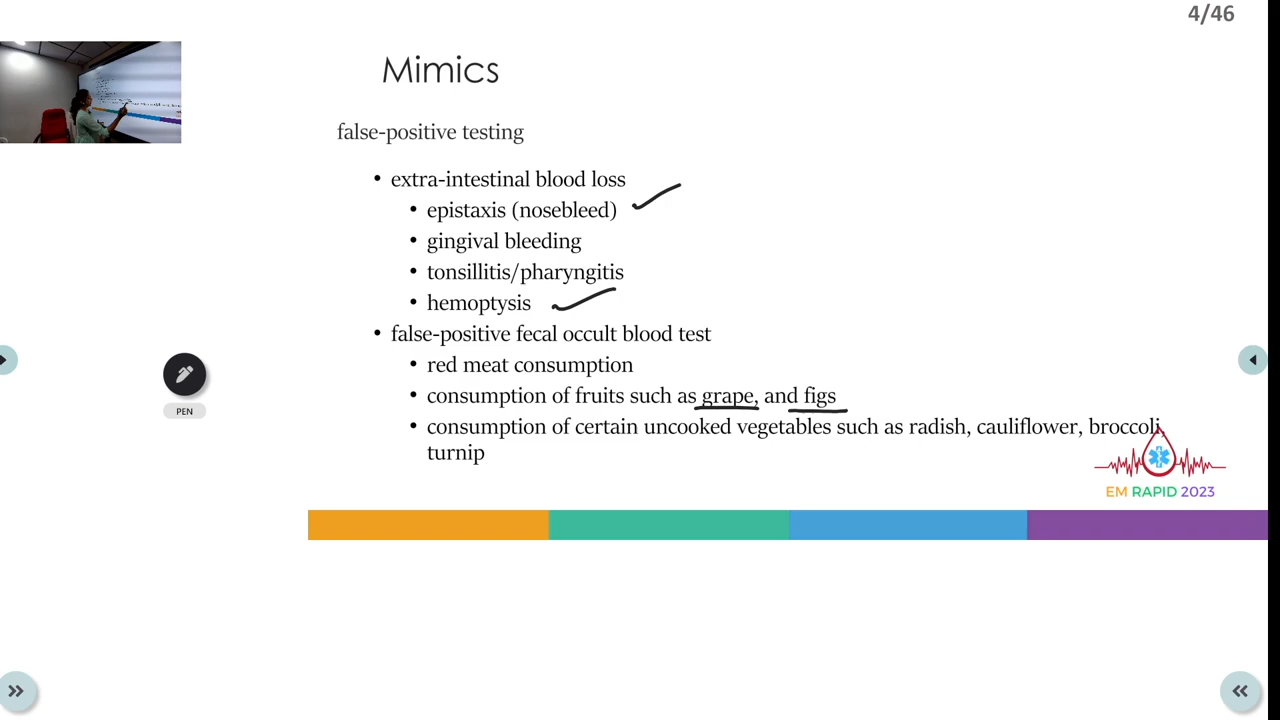 4/46
Mimics
false-positive testing
• extra-intestinal blood loss
• epistaxis (nosebleed)
• gingival bleeding
• tonsillitis/pharyngitis
• hemoptysis
• false-positive fecal occult blood test
• red meat consumption
• consumption of fruits such as grape, and figs
• consumption of certain uncooked vegetables such as radish, cauliflower, broccoli,
turnip
PEN
EM RAPID 2023